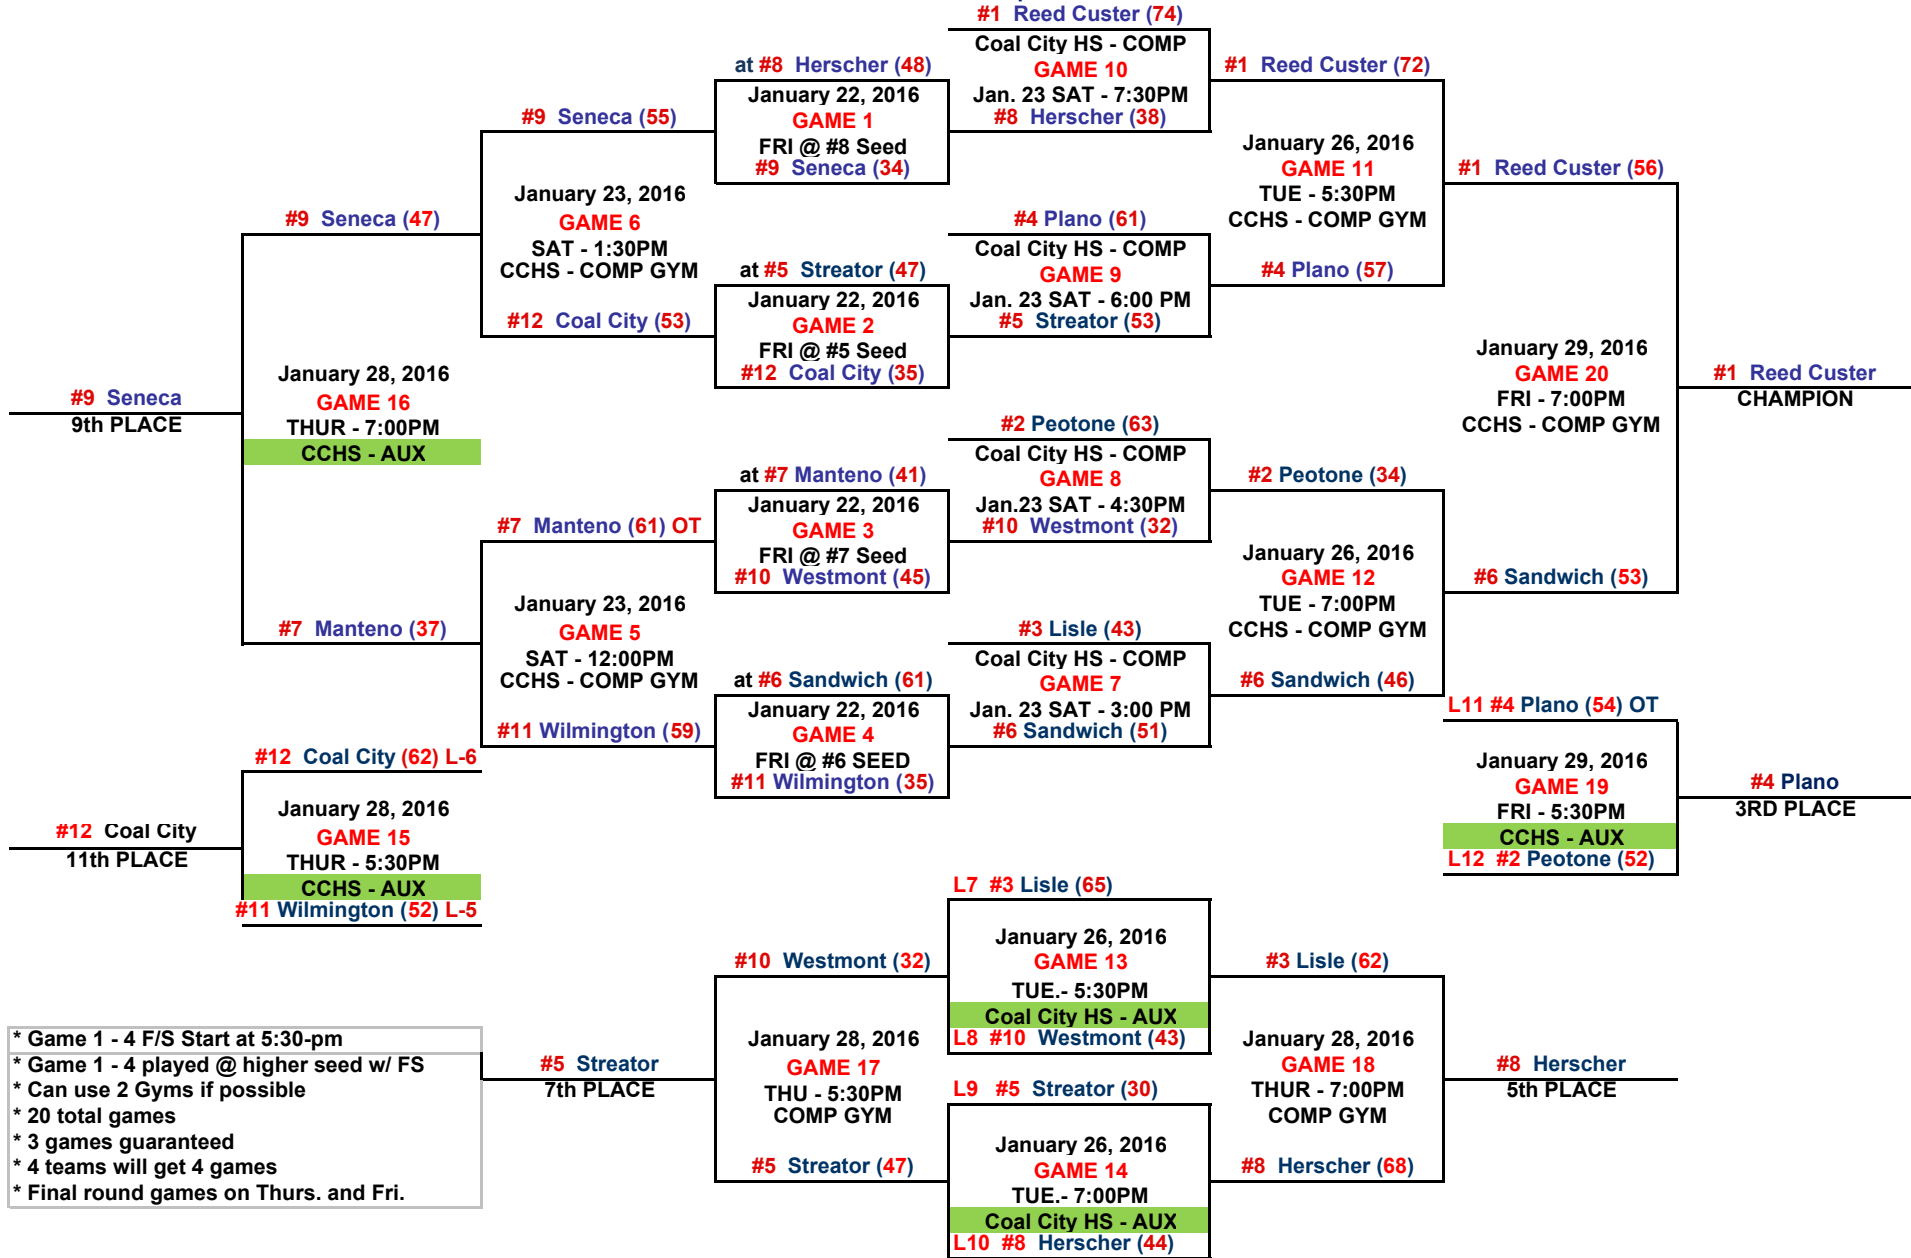 #1 Reed Custer (74)
Coal City HS - COMP
GAME 10
Jan. 23 SAT - 7:30PM
#8 Herscher (38)
at #8 Herscher (48)
January 22, 2016
GAME 1
FRI @ #8 Seed
#9 Seneca (34)
#1 Reed Custer (72)
January 26, 2016
GAME 11
TUE - 5:30PM
CCHS - COMP GYM
#4 Plano (57)
#9 Seneca (55)
January 23, 2016
GAME 6
SAT - 1:30PM
CCHS - COMP GYM
#12 Coal City (53)
#4 Plano (61)
Coal City HS - COMP
GAME 9
Jan. 23 SAT - 6:00 PM
#5 Streator (53)
at #5 Streator (47)
January 22, 2016
GAME 2
FRI @ #5 Seed
#12 Coal City (35)
#1 Reed Custer (56)
January 29, 2016
GAME 20
FRI - 7:00PM
CCHS - COMP GYM
#6 Sandwich (53)
#1 Reed Custer
CHAMPION
#9 Seneca (47)
January 28, 2016
GAME 16
THUR - 7:00PM
CCHS - AUX
#7 Manteno (37)
#9 Seneca
9th PLACE
#2 Peotone (63)
Coal City HS - COMP
GAME 8
Jan.23 SAT - 4:30PM
#10 Westmont (32)
at #7 Manteno (41)
January 22, 2016
GAME 3
FRI @ #7 Seed
#10 Westmont (45)
#2 Peotone (34)
January 26, 2016
GAME 12
TUE - 7:00PM
CCHS - COMP GYM
#6 Sandwich (46)
#7 Manteno (61) OT
January 23, 2016
GAME 5
SAT - 12:00PM
CCHS - COMP GYM
#11 Wilmington (59)
#3 Lisle (43)
Coal City HS - COMP
GAME 7
Jan. 23 SAT - 3:00 PM
#6 Sandwich (51)
at #6 Sandwich (61)
January 22, 2016
GAME 4
FRI @ #6 SEED
#11 Wilmington (35)
L11 #4 Plano (54) OT
January 29, 2016
GAME 19
FRI - 5:30PM
CCHS - AUX
L12 #2 Peotone (52)
#4 Plano
3RD PLACE
#12 Coal City (62) L-6
January 28, 2016
GAME 15
THUR - 5:30PM
CCHS - AUX
#11 Wilmington (52) L-5
#12 Coal City
11th PLACE
L7 #3 Lisle (65)
January 26, 2016
GAME 13
TUE.- 5:30PM
Coal City HS - AUX
L8 #10 Westmont (43)
#10 Westmont (32)
January 28, 2016
GAME 17
THU - 5:30PM
COMP GYM
#5 Streator (47)
#5 Streator
7th PLACE
#3 Lisle (62)
January 28, 2016
GAME 18
THUR - 7:00PM
COMP GYM
#8 Herscher (68)
#8 Herscher
5th PLACE
L9 #5 Streator (30)
January 26, 2016
GAME 14
TUE.- 7:00PM
Coal City HS - AUX
L10 #8 Herscher (44)
* Game 1 - 4 F/S Start at 5:30-pm
* Game 1 - 4 played @ higher seed w/ FS
* Can use 2 Gyms if possible
* 20 total games
* 3 games guaranteed
* 4 teams will get 4 games
* Final round games on Thurs. and Fri.